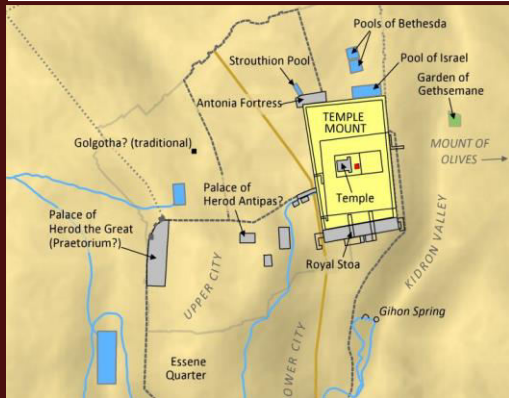 Pools of Bethesda
Strouthion Pool
Pool of Israel
Antonia Fortress
Garden of
Gethsemane
TEMPLE
MOUNT
MOUNT OF
OLIVES
Golgotha? (traditional)
Palace of
Herod Antipas?
Temple
Palace of
Herod the Great
(Praetorium?)
Royal Stoa
UPPER CITY
KIDRON VALLEY
Gihon Spring
Essene
Quarter
OWER CITY